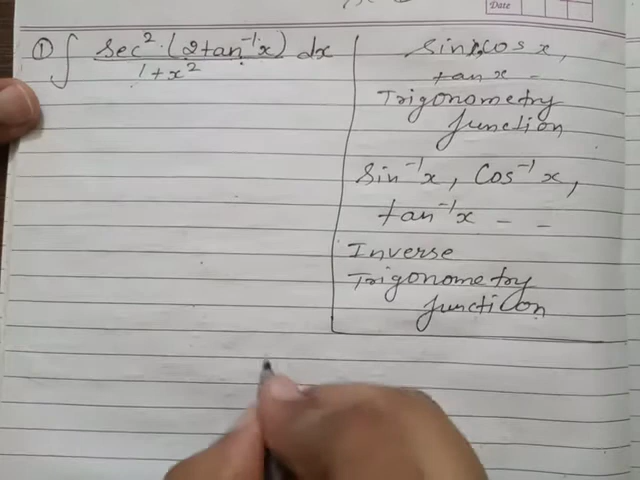 ① ∫ sec² · (2tan⁻¹x) / 1+x² dx
sin x, cos x,
tan x - -
Trigonometry
function
sin⁻¹x, cos⁻¹x,
tan⁻¹x - -
Inverse
Trigonometry
function
Date